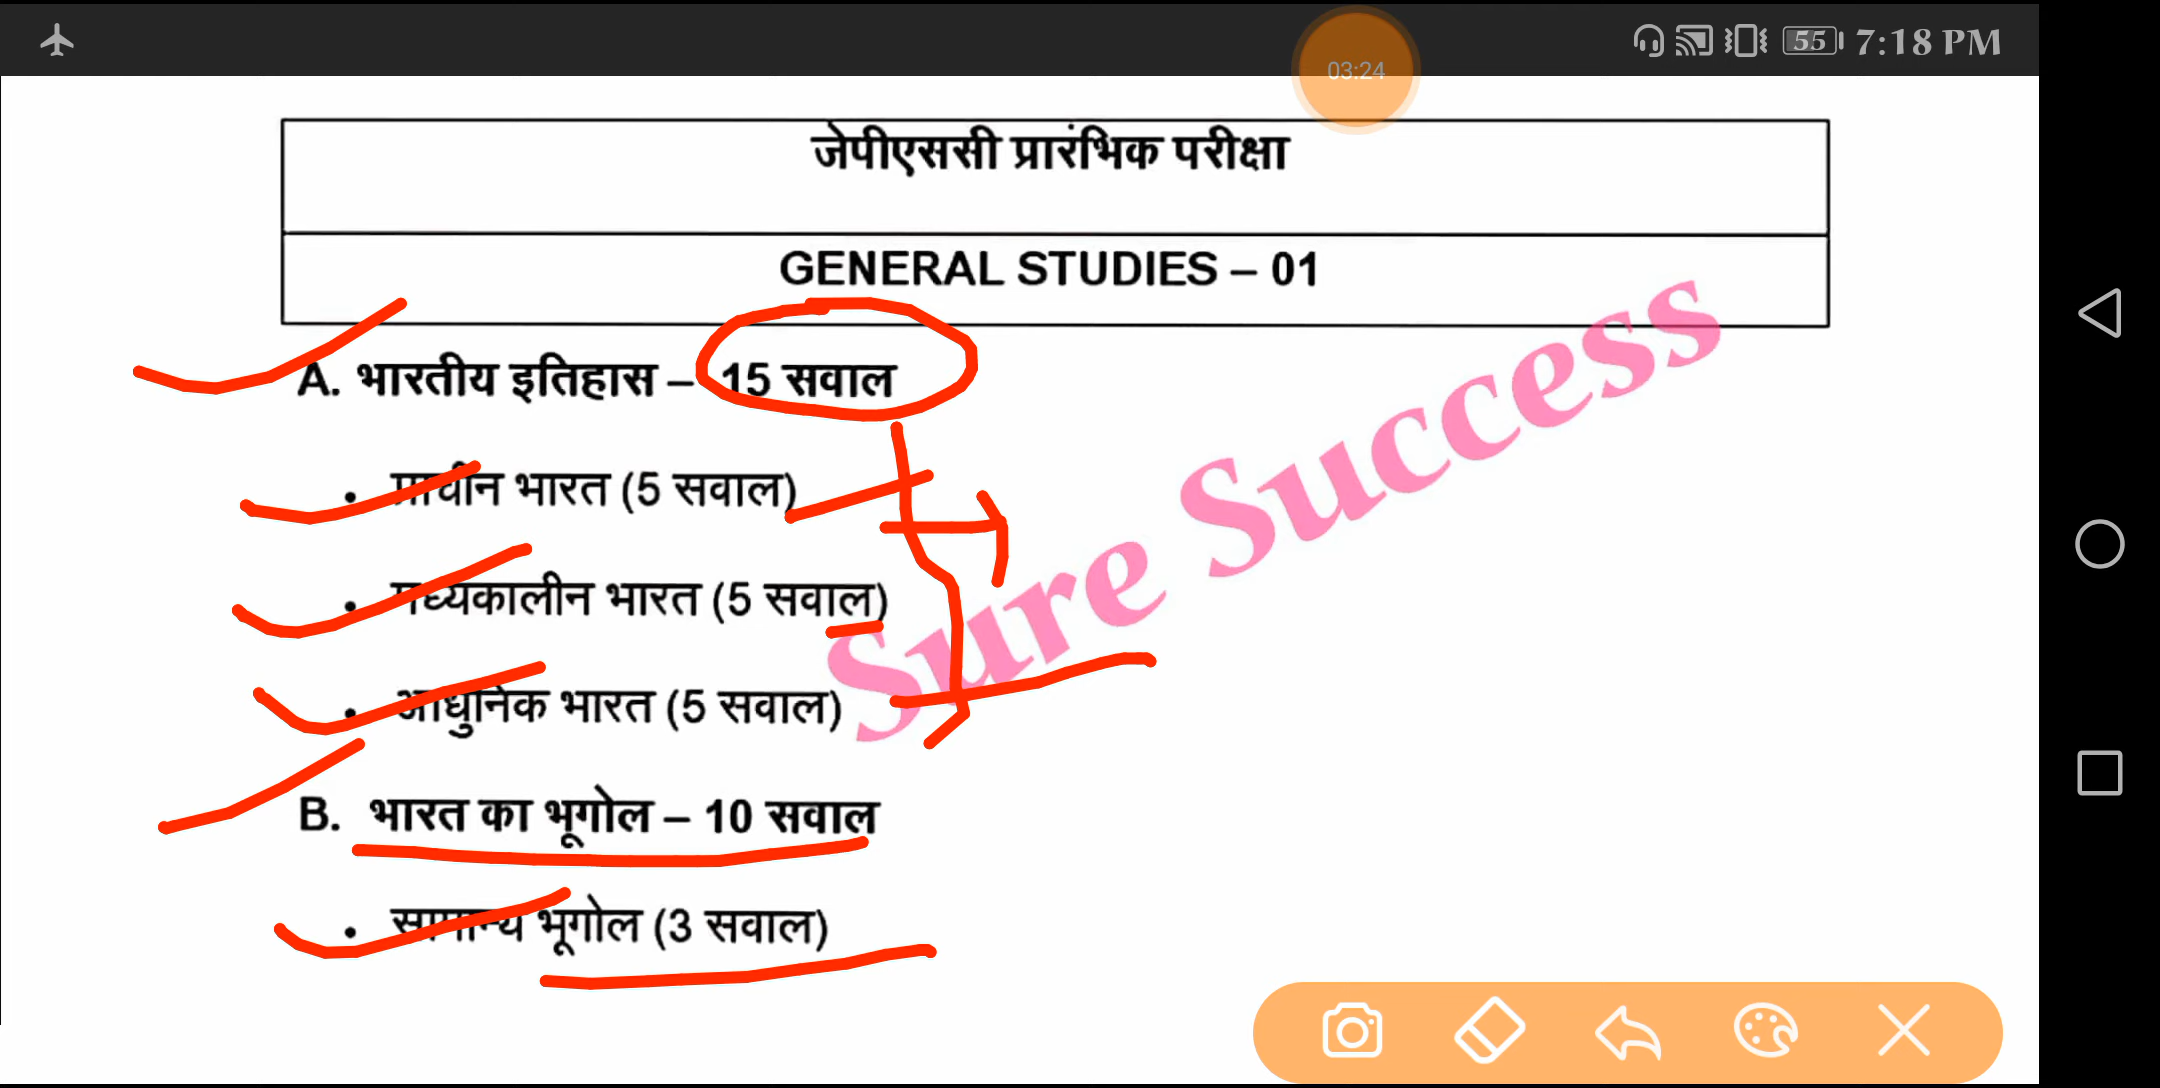 03:24
55 7:18 PM
जेपीएससी प्रारंभिक परीक्षा
GENERAL STUDIES – 01
A. भारतीय इतिहास – 15 सवाल
• प्राचीन भारत (5 सवाल)
• मध्यकालीन भारत (5 सवाल)
• आधुनिक भारत (5 सवाल)
B. भारत का भूगोल – 10 सवाल
• सामान्य भूगोल (3 सवाल)
Sure Success